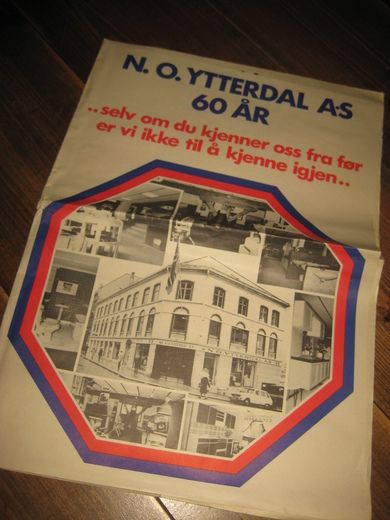 N. O. YTTERDAL A·S
60 ÅR
..selv om du kjenner oss fra før
er vi ikke til å kjenne igjen..